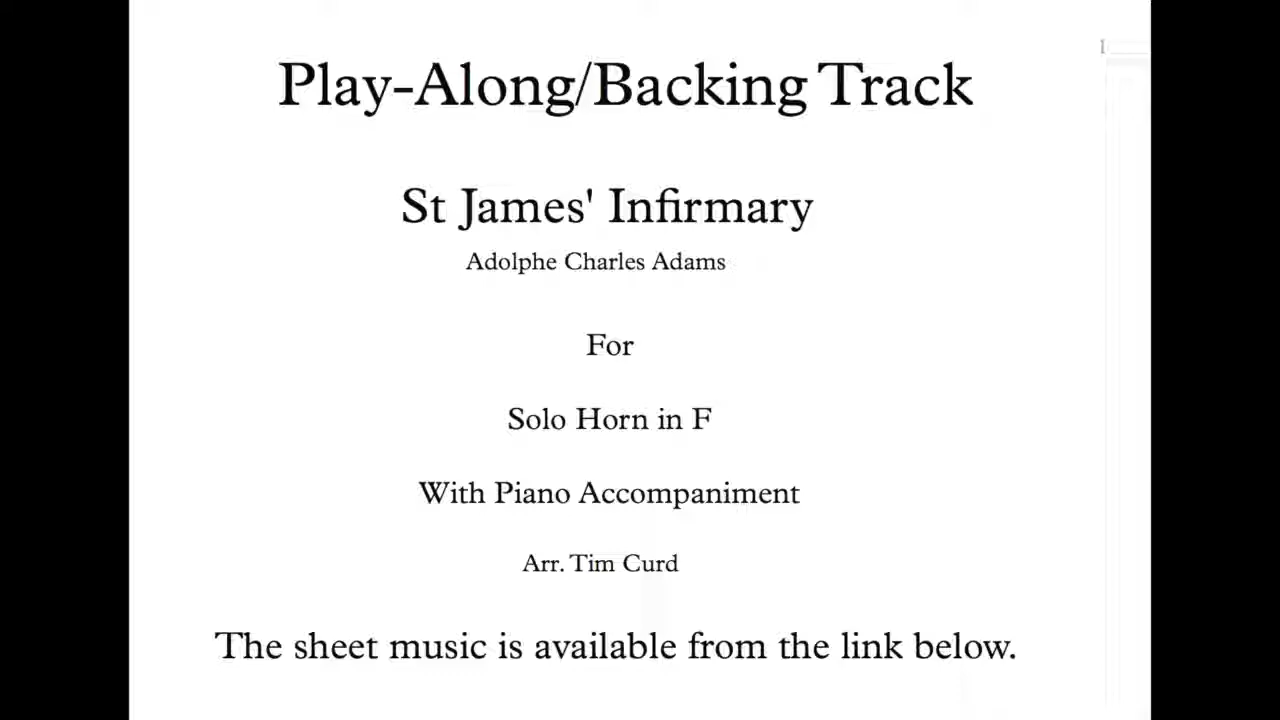 Play-Along/Backing Track
St James' Infirmary
Adolphe Charles Adams
For
Solo Horn in F
With Piano Accompaniment
Arr. Tim Curd
The sheet music is available from the link below.